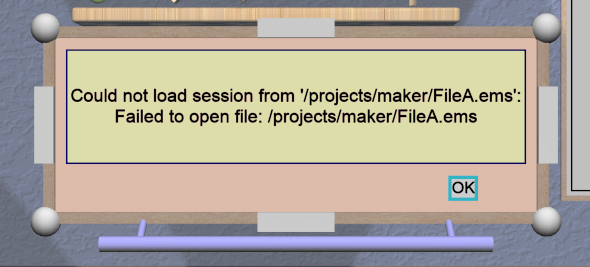 Could not load session from '/projects/maker/FileA.ems':
Failed to open file: /projects/maker/FileA.ems
OK